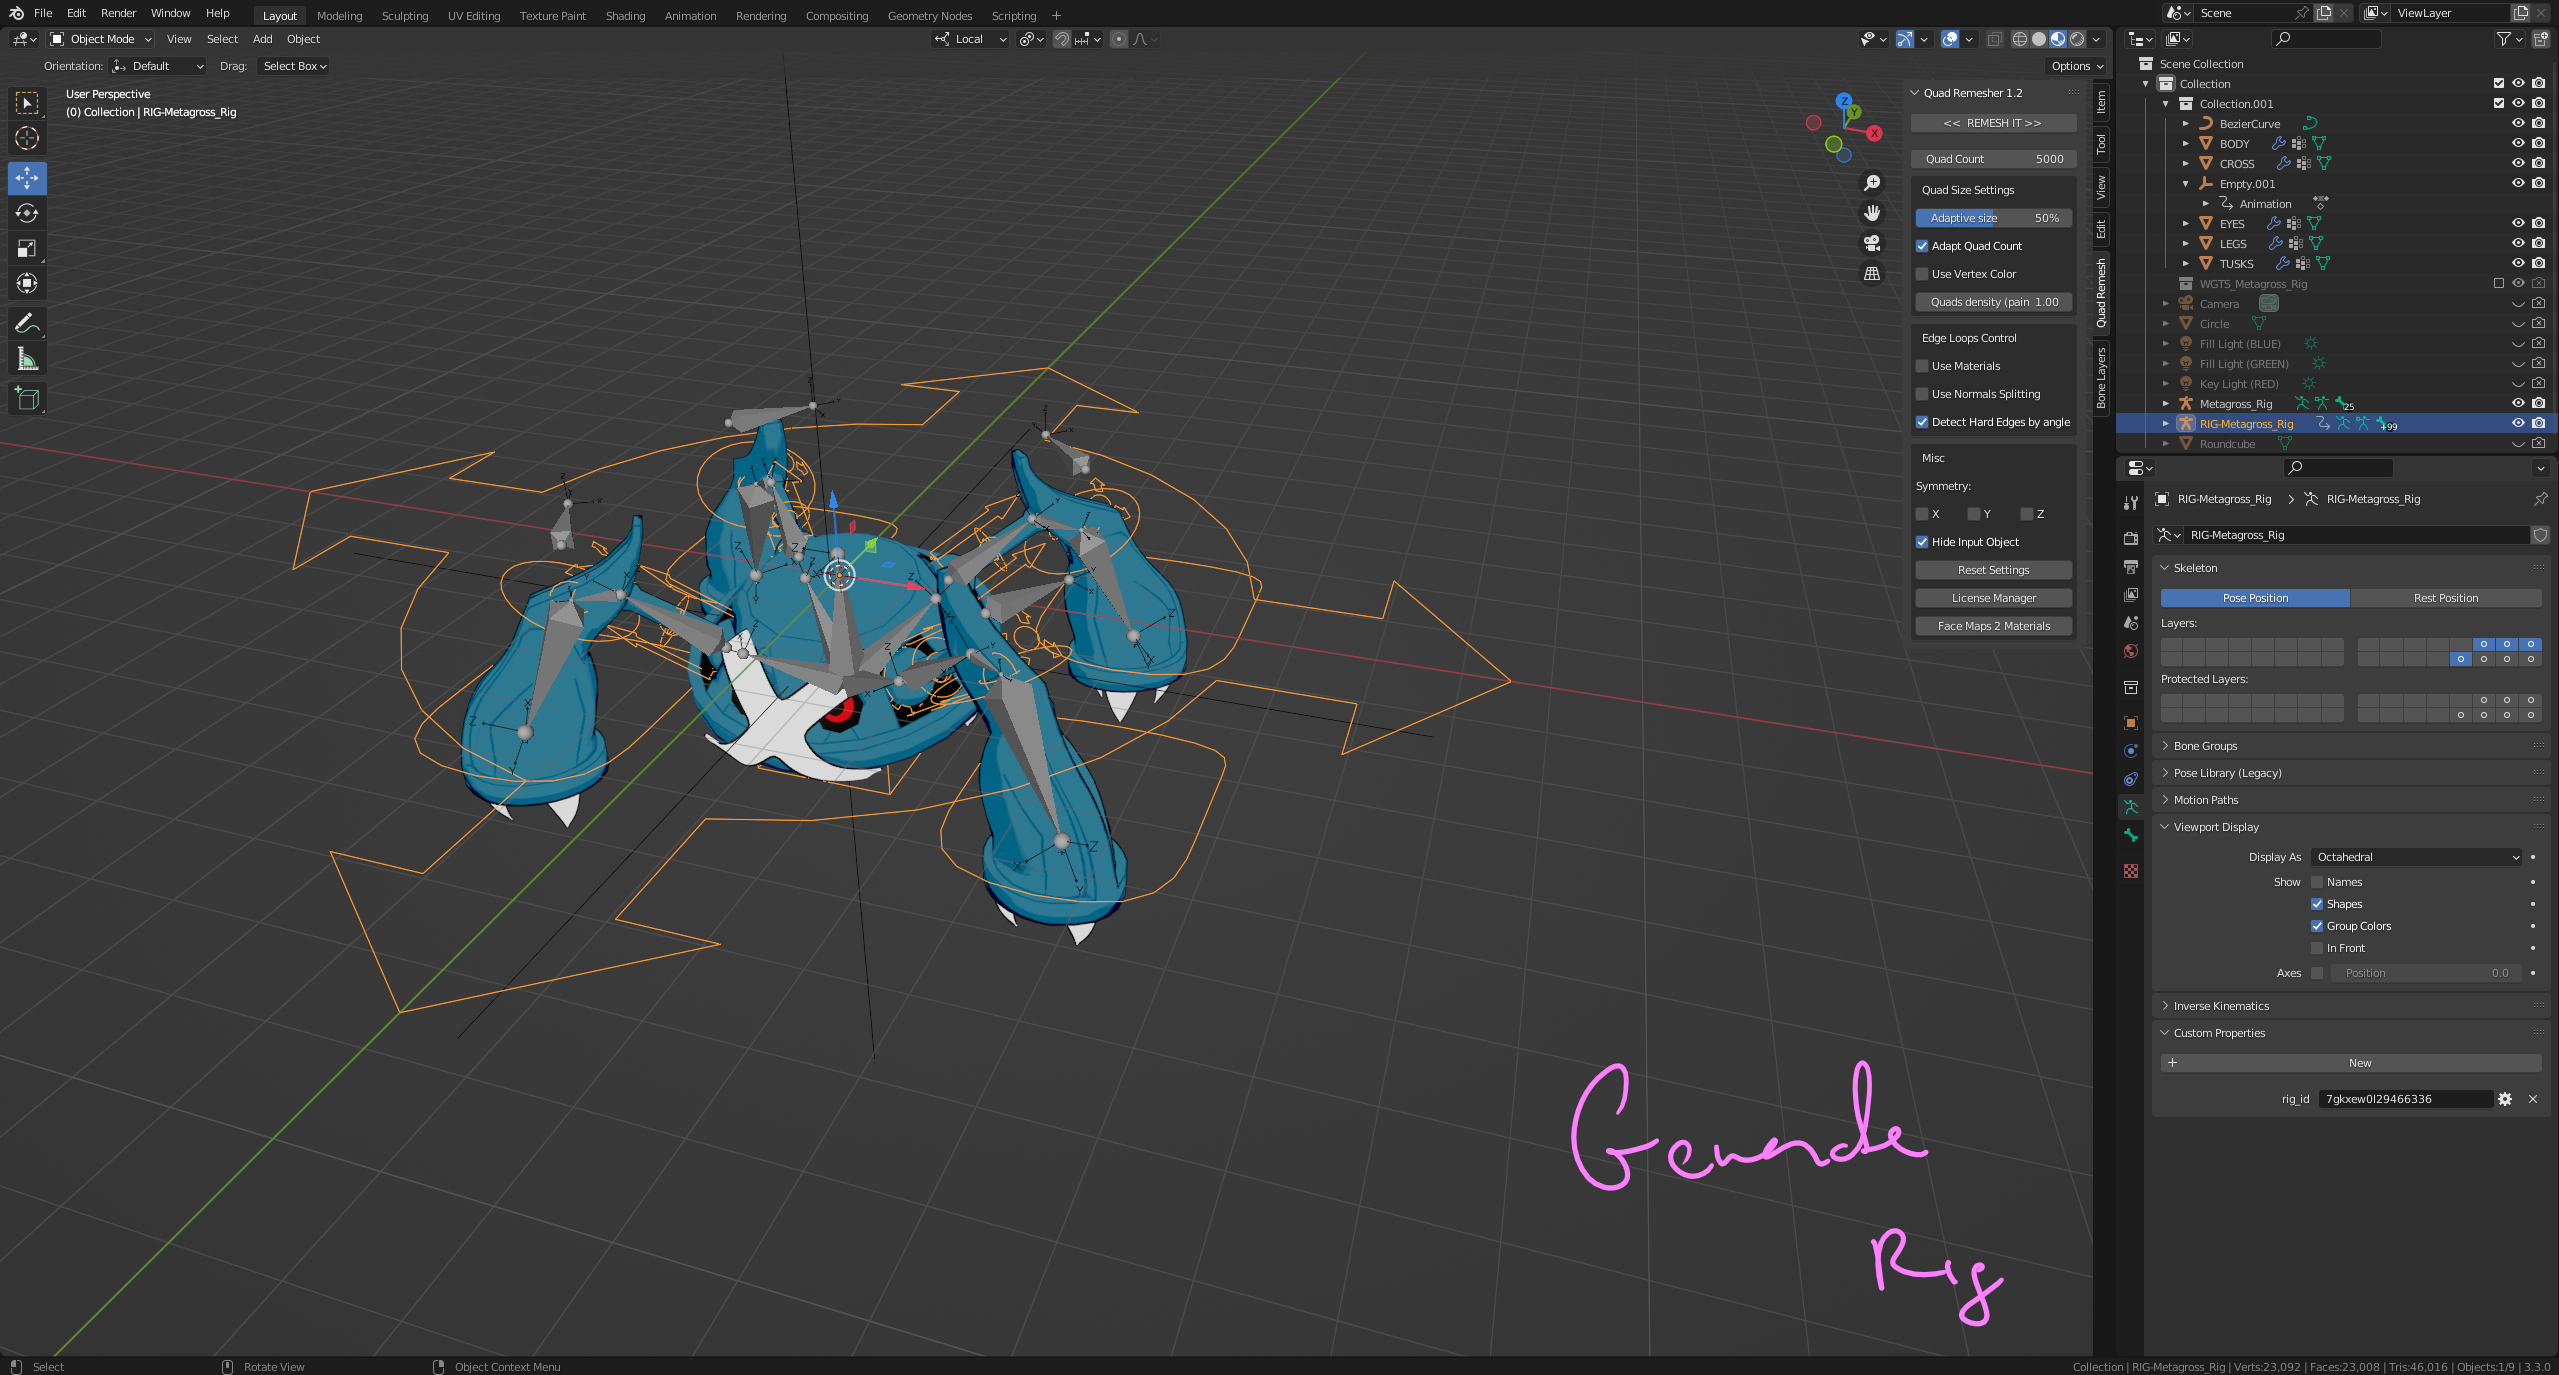 File Edit Render Window Help Layout Modeling Sculpting UV Editing Texture Paint Shading Animation Rendering Compositing Geometry Nodes Scripting Scene ViewLayer
Object Mode View Select Add Object Local
Orientation: Default Drag: Select Box Options
User Perspective
(0) Collection | RIG-Metagross_Rig
Quad Remesher 1.2
<< REMESH IT >>
Quad Count 5000
Quad Size Settings
Adaptive size 50%
Adapt Quad Count
Use Vertex Color
Quads density (pain 1.00
Edge Loops Control
Use Materials
Use Normals Splitting
Detect Hard Edges by angle
Misc
Symmetry:
X Y Z
Hide Input Object
Reset Settings
License Manager
Face Maps 2 Materials
Item
Tool
View
Edit
Quad Remesh
Bone Layers
Scene Collection
Collection
Collection.001
BezierCurve
BODY
CROSS
Empty.001
Animation
EYES
LEGS
TUSKS
WGTS_Metagross_Rig
Camera
Circle
Fill Light (BLUE)
Fill Light (GREEN)
Key Light (RED)
Metagross_Rig 25
RIG-Metagross_Rig +99
Roundcube
RIG-Metagross_Rig > RIG-Metagross_Rig
RIG-Metagross_Rig
Skeleton
Pose Position Rest Position
Layers:
Protected Layers:
Bone Groups
Pose Library (Legacy)
Motion Paths
Viewport Display
Display As Octahedral
Show Names
Shapes
Group Colors
In Front
Axes Position 0.0
Inverse Kinematics
Custom Properties
+ New
rig_id 7gkxew0l29466336
Rig
Select Rotate View Object Context Menu Collection | RIG-Metagross_Rig | Verts:23,092 | Faces:23,008 | Tris:46,016 | Objects:1/9 | 3.3.0